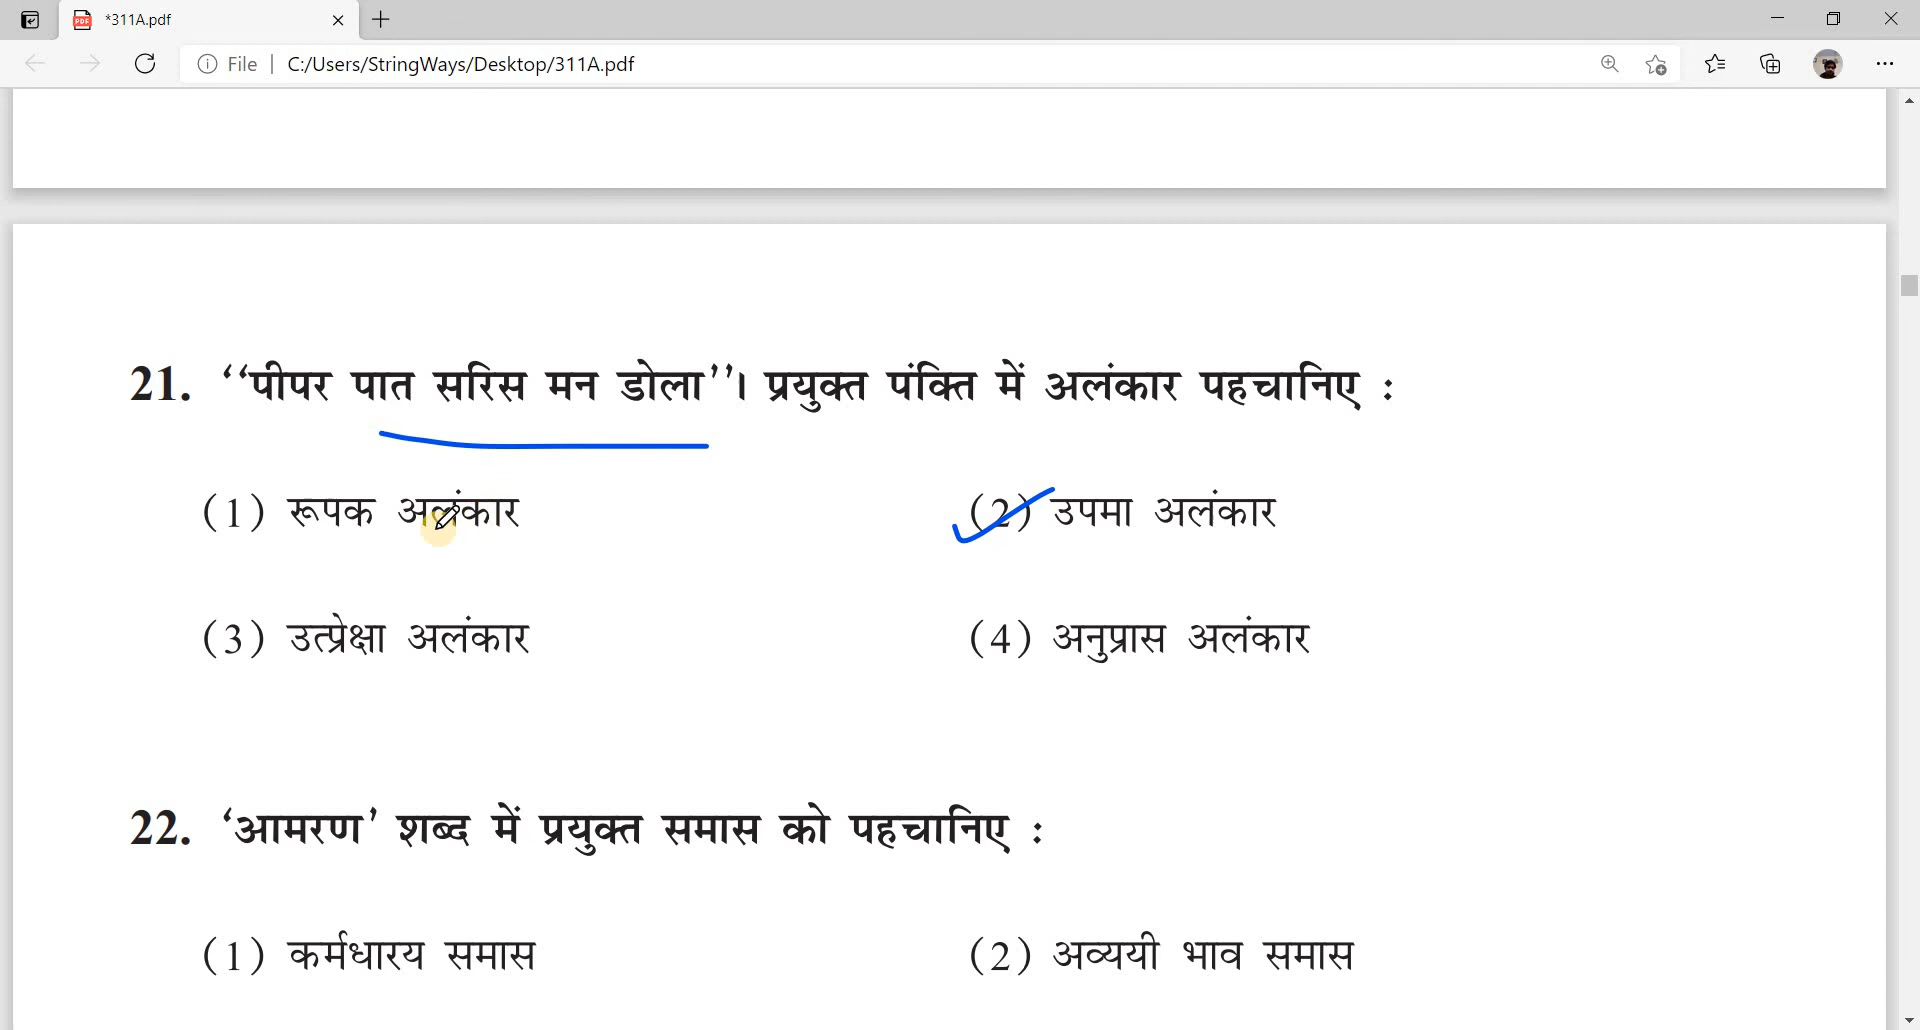 *311A.pdf
File | C:/Users/StringWays/Desktop/311A.pdf
21. ‘‘पीपर पात सरिस मन डोला’’। प्रयुक्त पंक्ति में अलंकार पहचानिए :
(1) रूपक अलंकार (2) उपमा अलंकार
(3) उत्प्रेक्षा अलंकार (4) अनुप्रास अलंकार
22. ‘आमरण’ शब्द में प्रयुक्त समास को पहचानिए :
(1) कर्मधारय समास (2) अव्ययी भाव समास